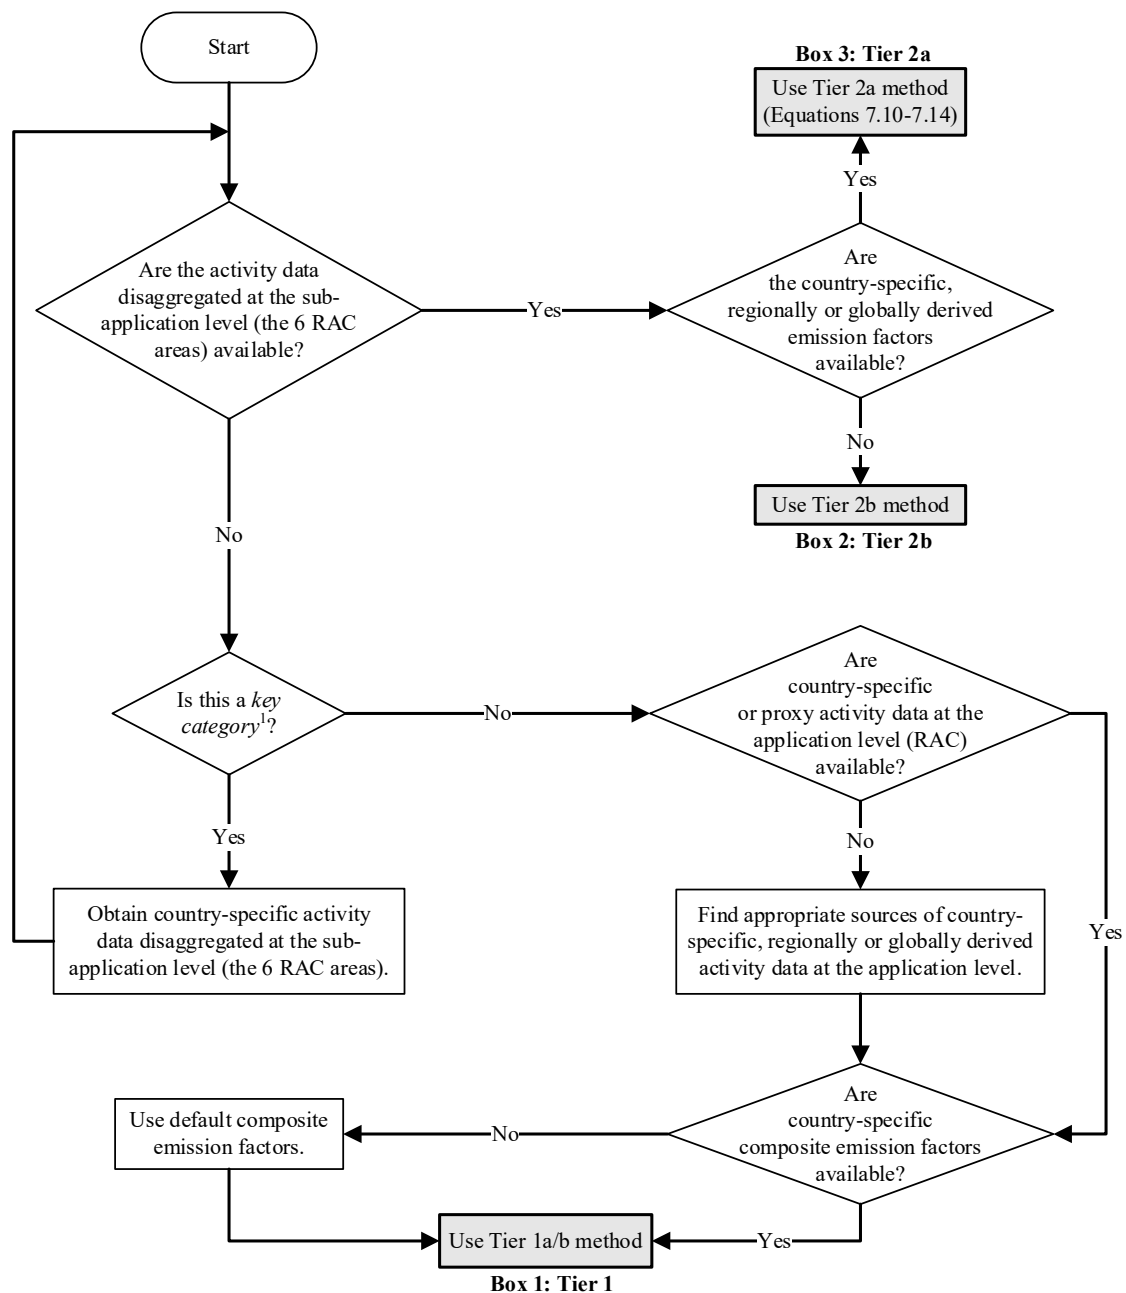 Start
Box 3: Tier 2a
Use Tier 2a method
(Equations 7.10-7.14)
Yes
Are the activity data
disaggregated at the sub-
application level (the 6 RAC
areas) available?
Yes
Are
the country-specific,
regionally or globally derived
emission factors
available?
No
Use Tier 2b method
Box 2: Tier 2b
No
Is this a key
category¹?
No
Are
country-specific
or proxy activity data at the
application level (RAC)
available?
Yes
No
Obtain country-specific activity
data disaggregated at the sub-
application level (the 6 RAC areas).
Find appropriate sources of country-
specific, regionally or globally derived
activity data at the application level.
Yes
Are
country-specific
composite emission factors
available?
No
Use default composite
emission factors.
Yes
Use Tier 1a/b method
Box 1: Tier 1